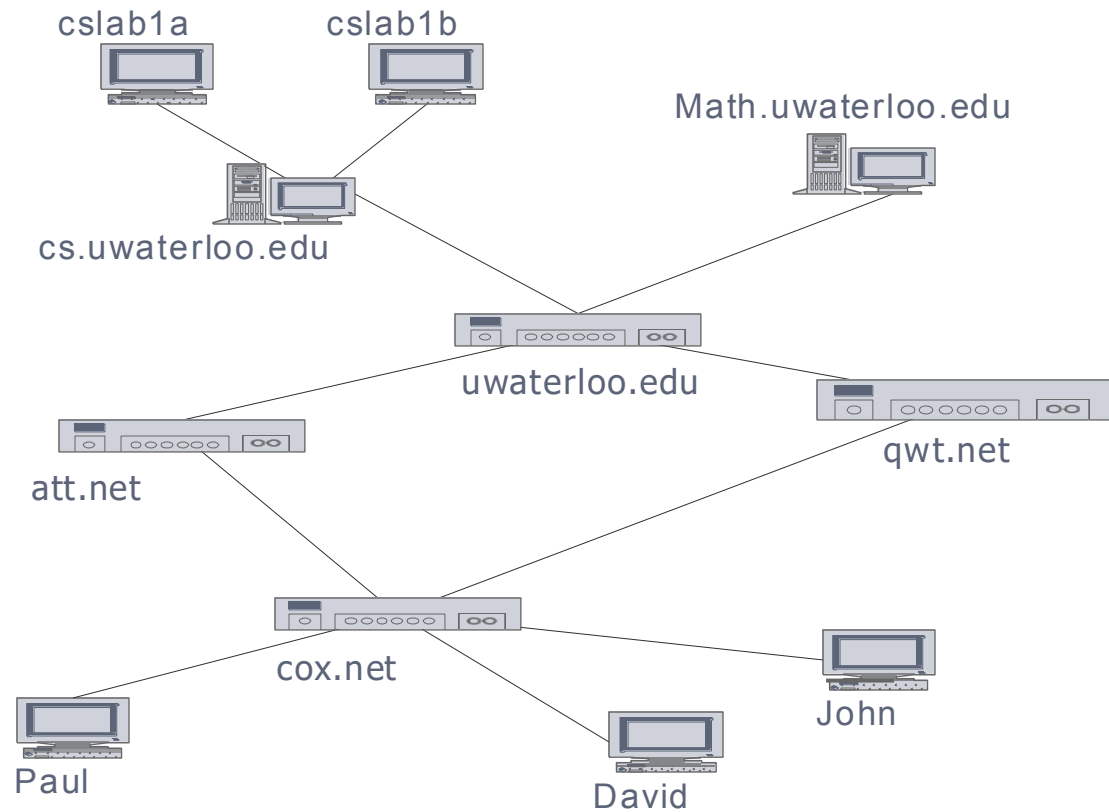 cslab1a
cslab1b
Math.uwaterloo.edu
cs.uwaterloo.edu
uwaterloo.edu
qwt.net
att.net
cox.net
John
Paul
David